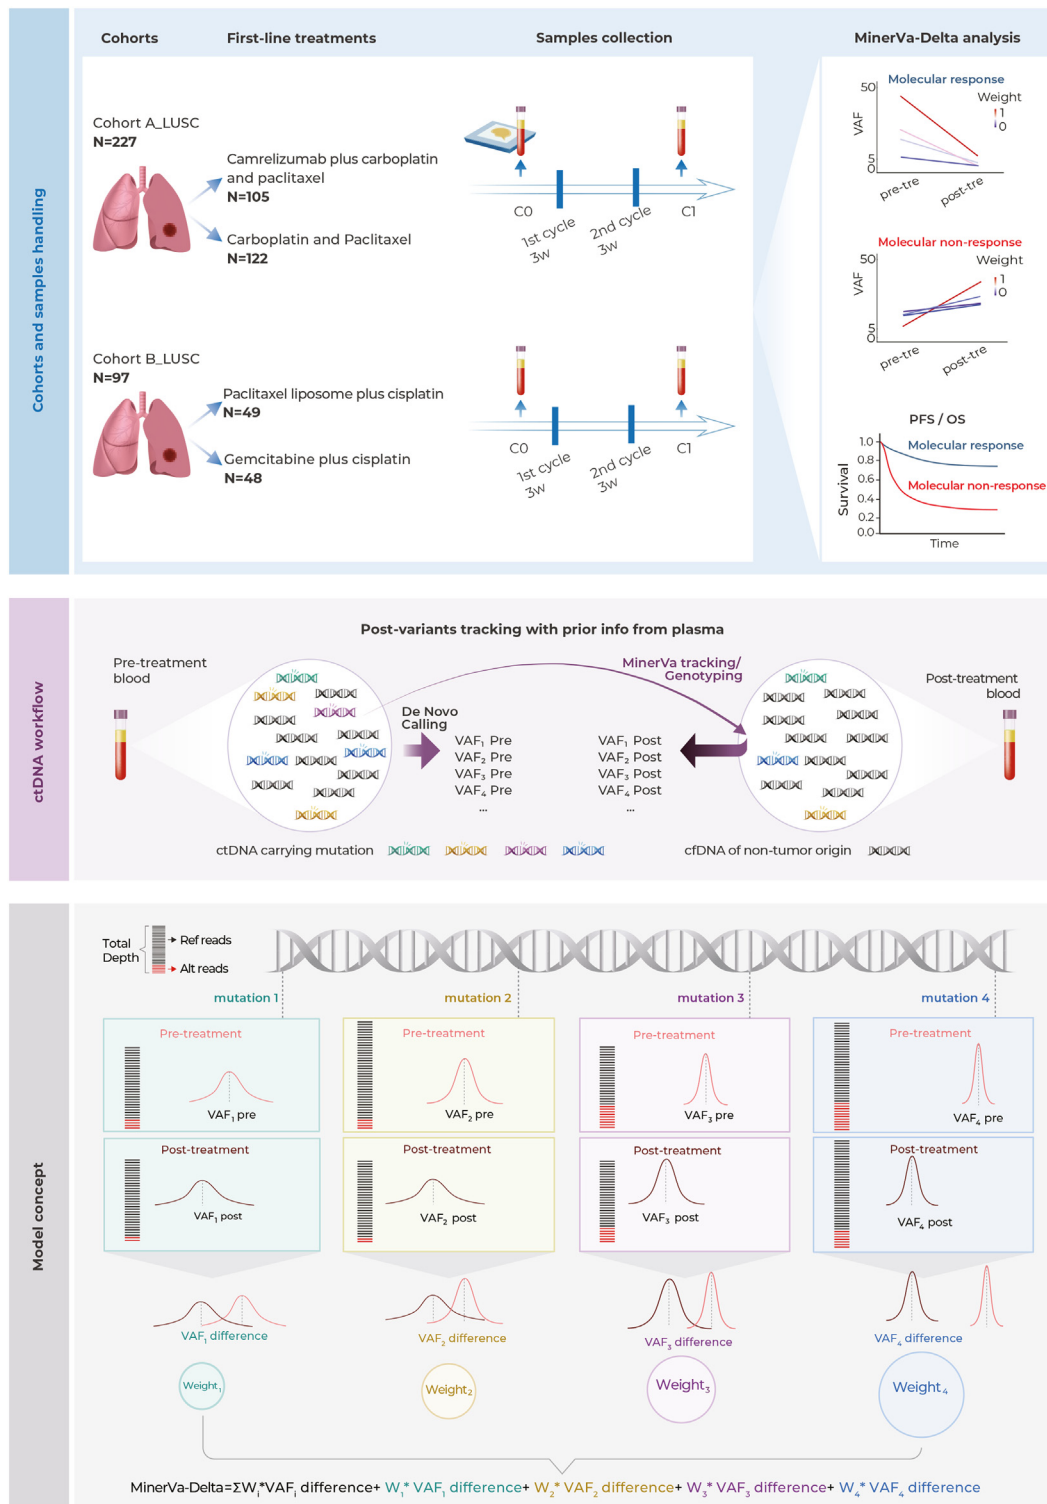 Cohorts
First-line treatments
Samples collection
MinerVa-Delta analysis
Cohorts and samples handling
Cohort A_LUSC
N=227
Camrelizumab plus carboplatin
and paclitaxel
N=105
Carboplatin and Paclitaxel
N=122
C0
1st cycle
3w
2nd cycle
3w
C1
Cohort B_LUSC
N=97
Paclitaxel liposome plus cisplatin
N=49
Gemcitabine plus cisplatin
N=48
C0
1st cycle
3w
2nd cycle
3w
C1
Molecular response
50
VAF
5
0
Weight
1
0
pre-tre
post-tre
Molecular non-response
50
VAF
5
0
Weight
1
0
pre-tre
post-tre
PFS / OS
Survival
1.0
0.8
0.6
0.4
0.2
0.0
Molecular response
Molecular non-response
Time
ctDNA workflow
Post-variants tracking with prior info from plasma
Pre-treatment
blood
De Novo
Calling
VAF₁ Pre
VAF₂ Pre
VAF₃ Pre
VAF₄ Pre
...
MinerVa tracking/
Genotyping
VAF₁ Post
VAF₂ Post
VAF₃ Post
VAF₄ Post
...
Post-treatment
blood
ctDNA carrying mutation
cfDNA of non-tumor origin
Model concept
Total
Depth
Ref reads
Alt reads
mutation 1
mutation 2
mutation 3
mutation 4
Pre-treatment
VAF₁ pre
Pre-treatment
VAF₂ pre
Pre-treatment
VAF₃ pre
Pre-treatment
VAF₄ pre
Post-treatment
VAF₁ post
Post-treatment
VAF₂ post
Post-treatment
VAF₃ post
Post-treatment
VAF₄ post
VAF₁ difference
VAF₂ difference
VAF₃ difference
VAF₄ difference
Weight₁
Weight₂
Weight₃
Weight₄
MinerVa-Delta=ΣWᵢ*VAFᵢ difference+ W₁* VAF₁ difference+ W₂* VAF₂ difference+ W₃* VAF₃ difference+ W₄* VAF₄ difference